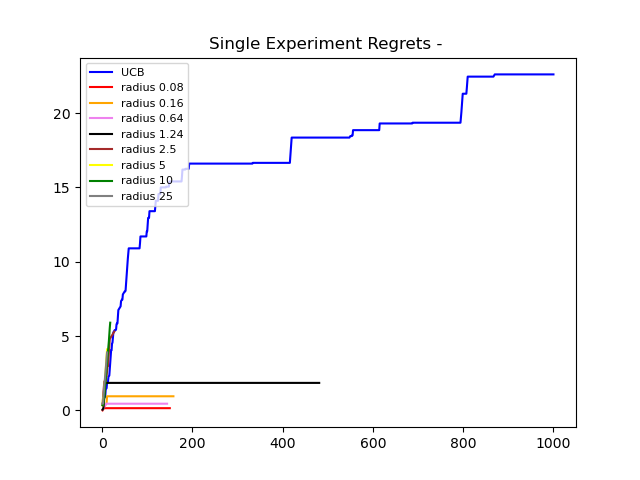 Single Experiment Regrets -
UCB
radius 0.08
radius 0.16
radius 0.64
radius 1.24
radius 2.5
radius 5
radius 10
radius 25
20
15
10
5
0
0 200 400 600 800 1000